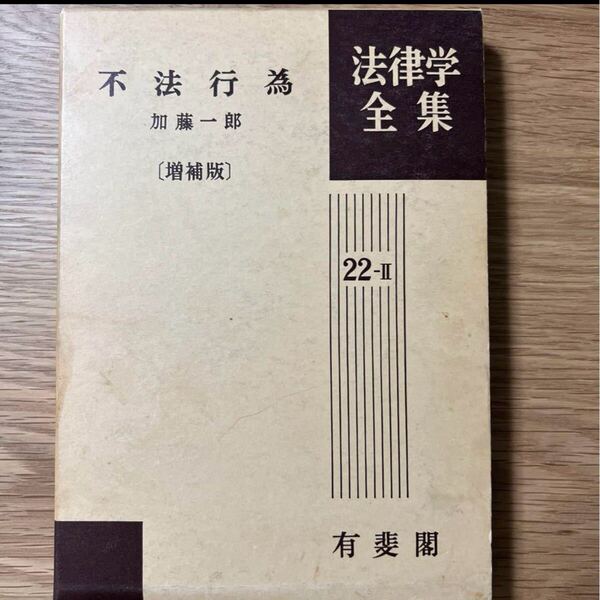 不法行為
加藤一郎
〔増補版〕
法律学
全集
22-II
有斐閣